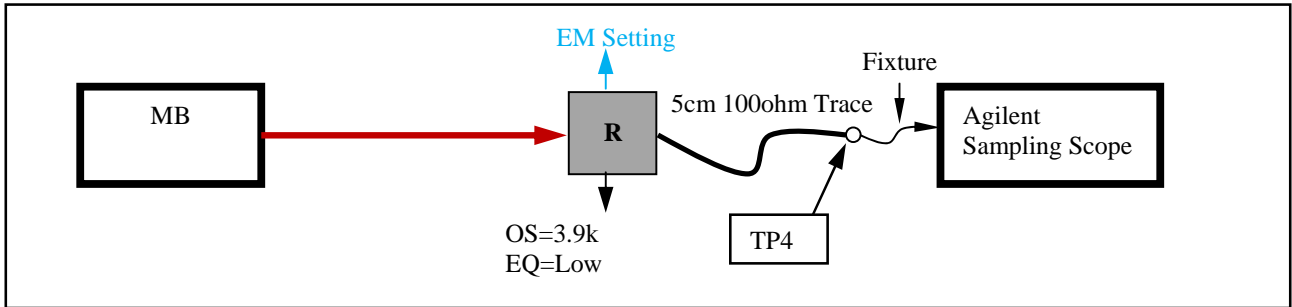 EM Setting
MB
R
5cm 100ohm Trace
Fixture
Agilent
Sampling Scope
OS=3.9k
EQ=Low
TP4